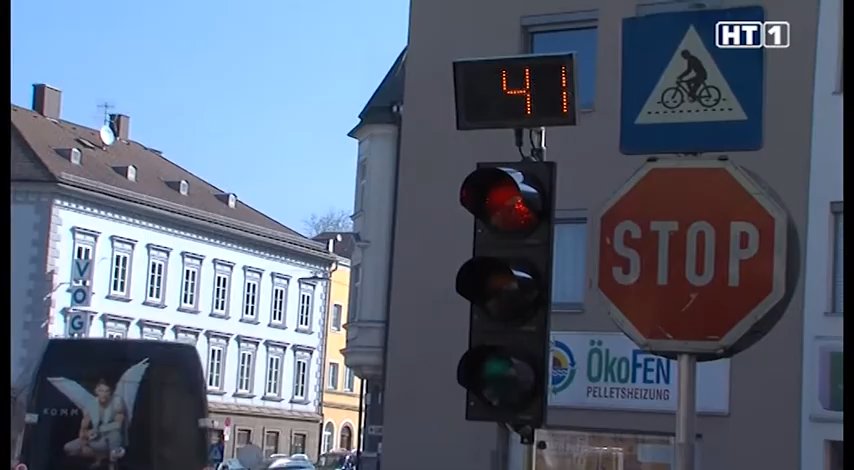 HT1
41
STOP
VOG
ÖkoFEN
PELLETSHEIZUNG
KOMM